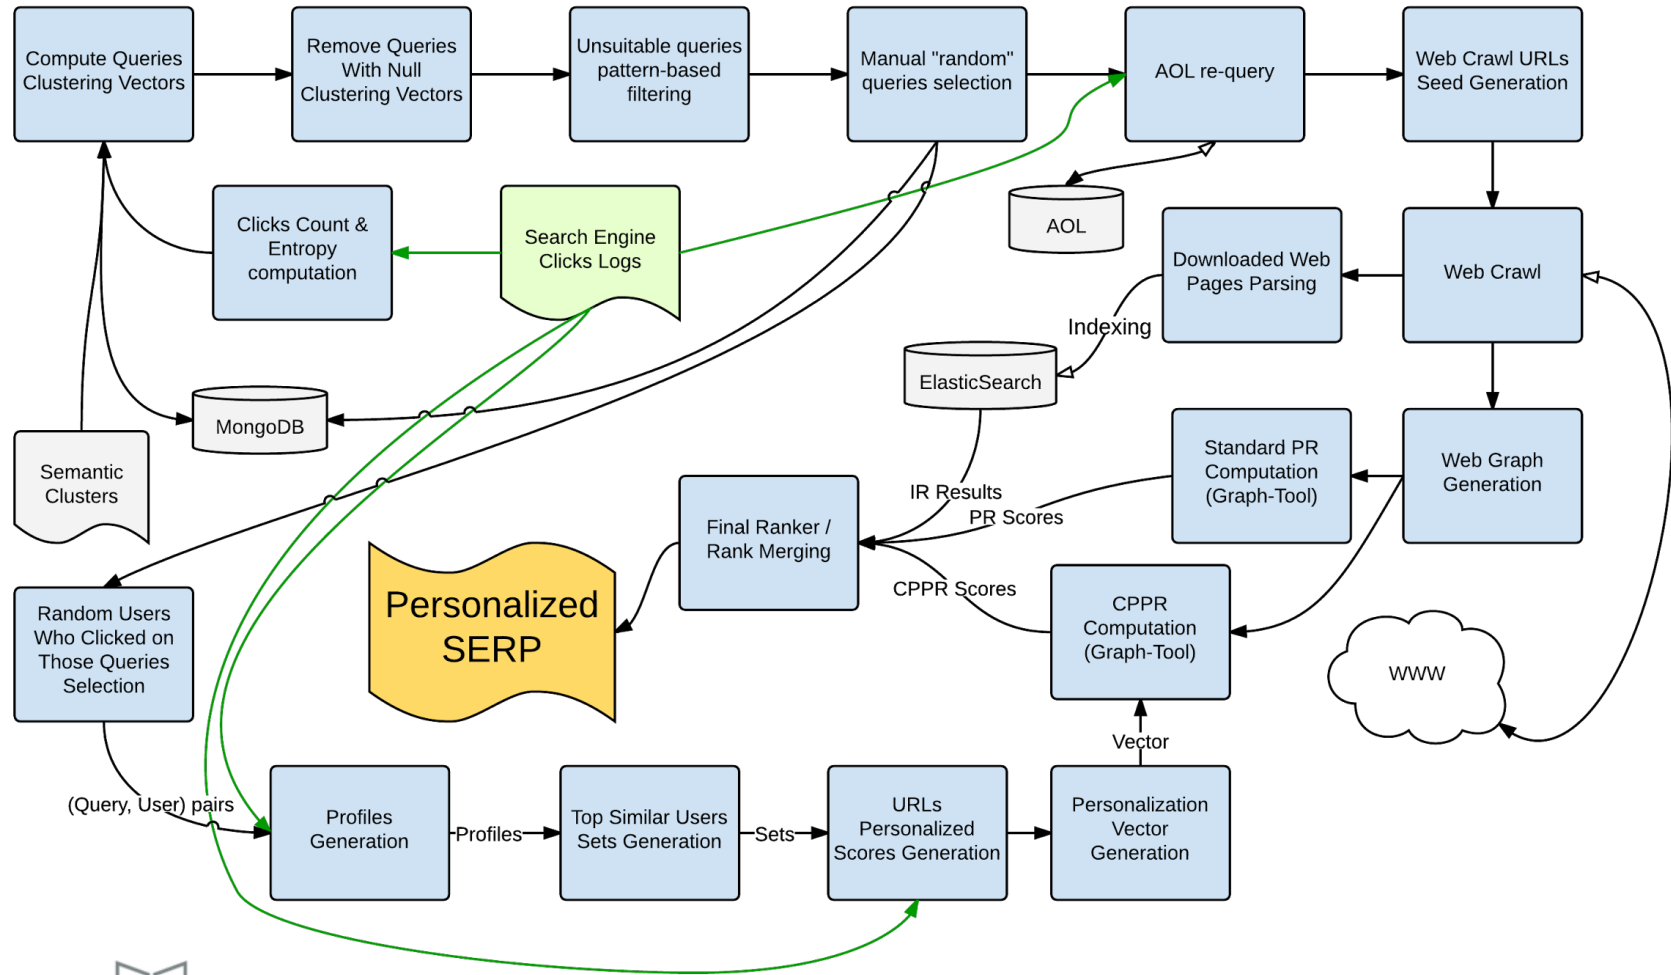 Compute Queries
Clustering Vectors
Remove Queries
With Null
Clustering Vectors
Unsuitable queries
pattern-based
filtering
Manual "random"
queries selection
AOL re-query
Web Crawl URLs
Seed Generation
Clicks Count &
Entropy
computation
Search Engine
Clicks Logs
AOL
Downloaded Web
Pages Parsing
Web Crawl
Indexing
ElasticSearch
MongoDB
Semantic
Clusters
Standard PR
Computation
(Graph-Tool)
Web Graph
Generation
IR Results
PR Scores
Final Ranker /
Rank Merging
CPPR Scores
Personalized
SERP
CPPR
Computation
(Graph-Tool)
WWW
Random Users
Who Clicked on
Those Queries
Selection
Vector
(Query, User) pairs
Profiles
Generation
Profiles
Top Similar Users
Sets Generation
Sets
URLs
Personalized
Scores Generation
Personalization
Vector
Generation